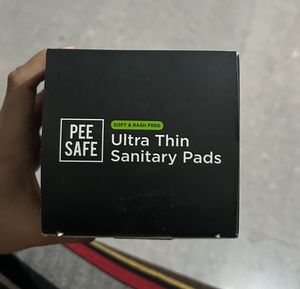 PEE
SAFE
SOFT & RASH FREE
Ultra Thin
Sanitary Pads